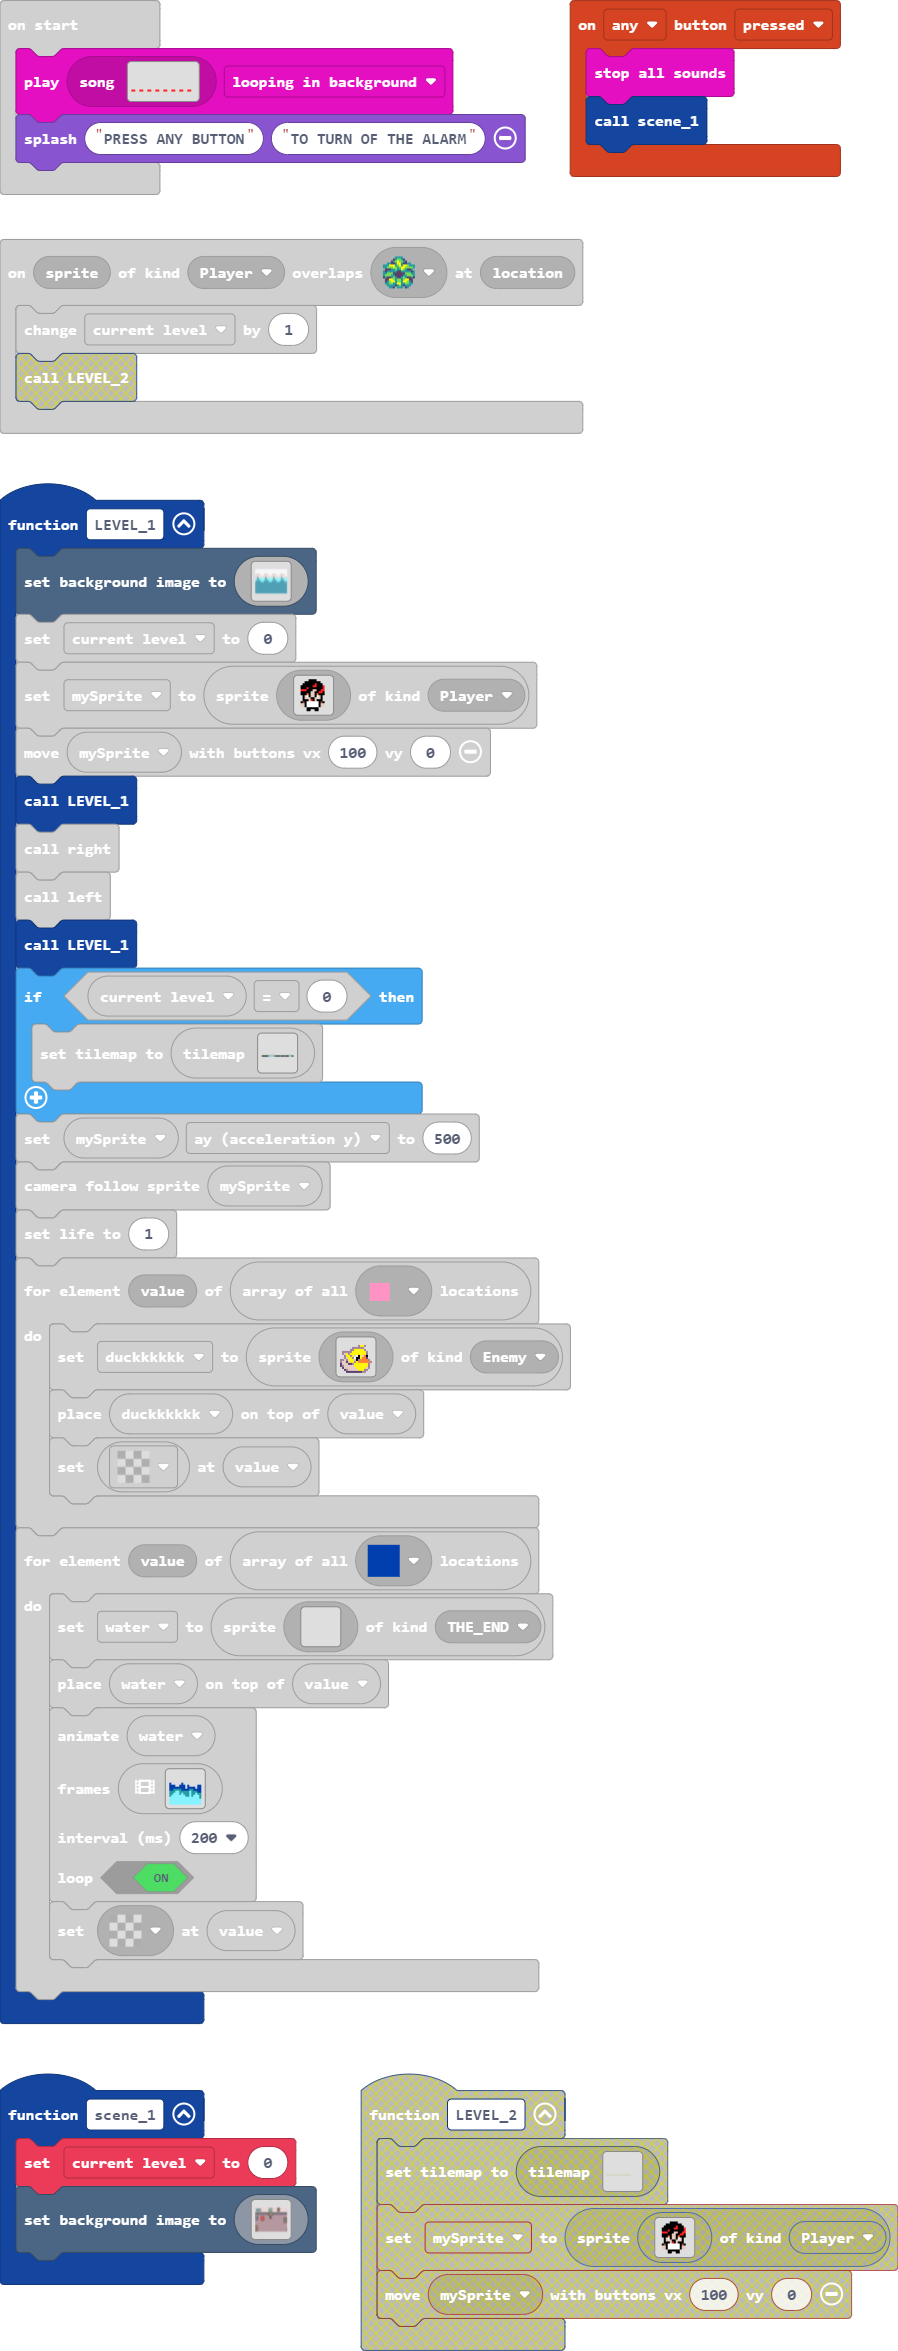 on start
play song looping in background
splash "PRESS ANY BUTTON" "TO TURN OF THE ALARM"
on any button pressed
stop all sounds
call scene_1
on sprite of kind Player overlaps at location
change current level by 1
call LEVEL_2
function LEVEL_1
set background image to
set current level to 0
set mySprite to sprite of kind Player
move mySprite with buttons vx 100 vy 0
call LEVEL_1
call right
call left
call LEVEL_1
if current level = 0 then
set tilemap to tilemap
set mySprite ay (acceleration y) to 500
camera follow sprite mySprite
set life to 1
for element value of array of all locations
do
set duckkkkkk to sprite of kind Enemy
place duckkkkkk on top of value
set at value
for element value of array of all locations
do
set water to sprite of kind THE_END
place water on top of value
animate water
frames
interval (ms) 200
loop ON
set at value
function scene_1
set current level to 0
set background image to
function LEVEL_2
set tilemap to tilemap
set mySprite to sprite of kind Player
move mySprite with buttons vx 100 vy 0